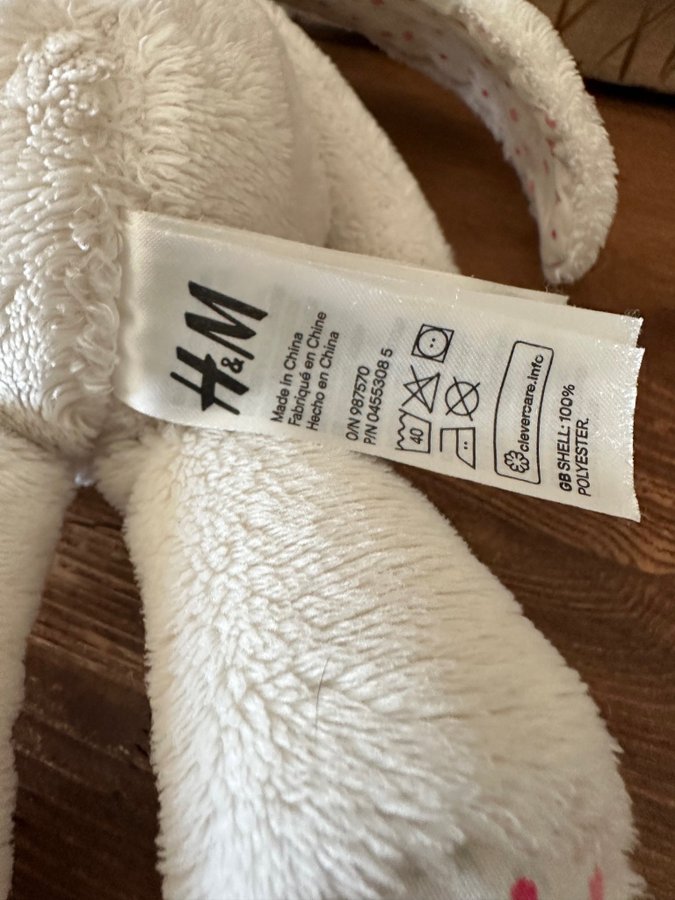 H&M
Made in China
Fabriqué en Chine
Hecho en China
O/N 987570
P/N 0455308 5
40
clevercare.info
GB SHELL: 100%
POLYESTER.